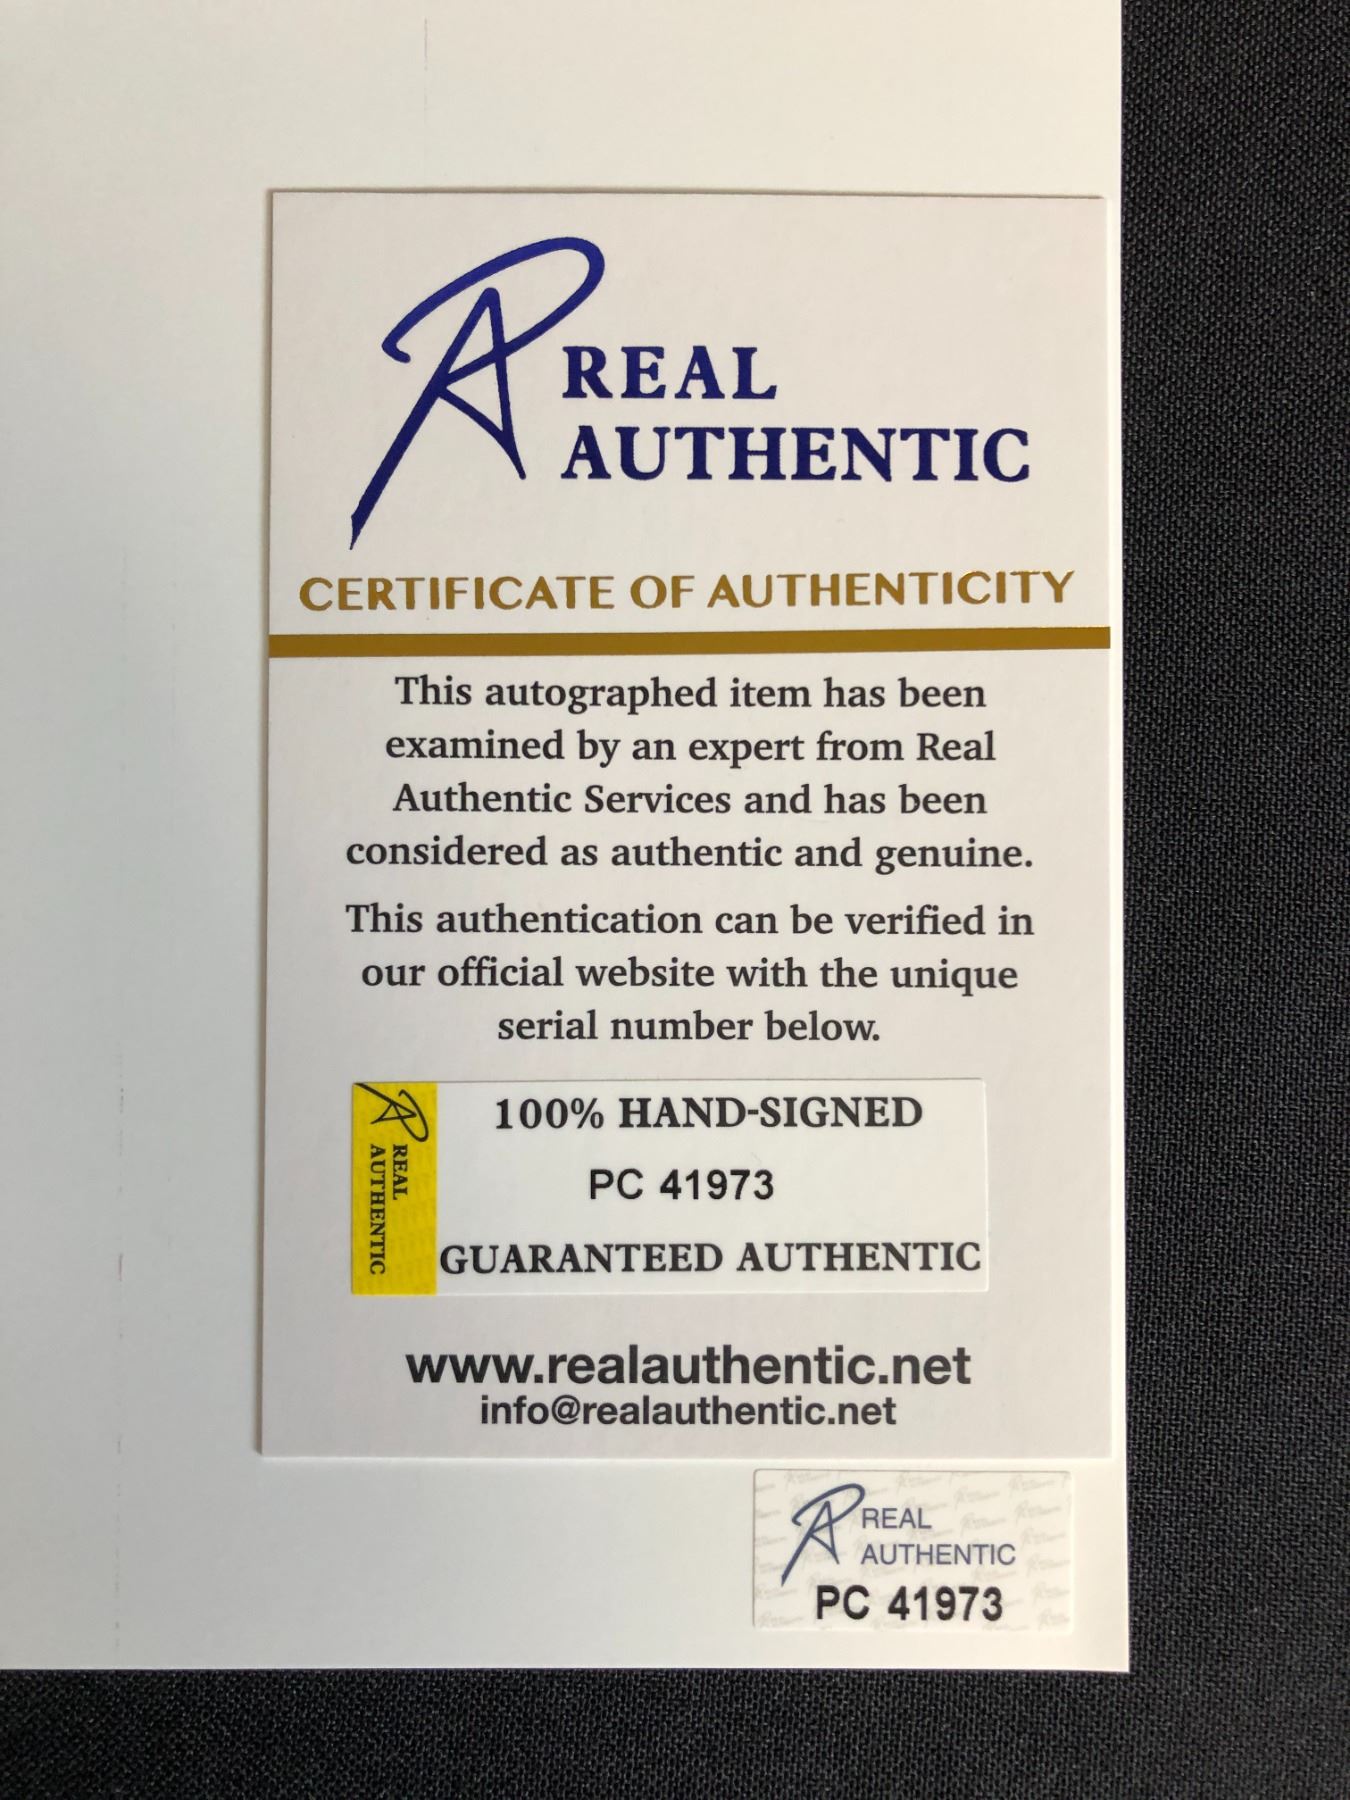 REAL
AUTHENTIC
CERTIFICATE OF AUTHENTICITY
This autographed item has been
examined by an expert from Real
Authentic Services and has been
considered as authentic and genuine.
This authentication can be verified in
our official website with the unique
serial number below.
REAL
AUTHENTIC
100% HAND-SIGNED
PC 41973
GUARANTEED AUTHENTIC
www.realauthentic.net
info@realauthentic.net
REAL
AUTHENTIC
PC 41973